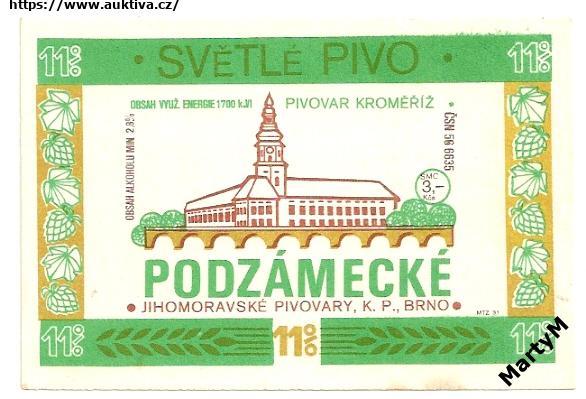 https://www.auktiva.cz/
11%
• SVĚTLÉ PIVO •
11%
OBSAH VYUŽ. ENERGIE 1700 kJ/l
PIVOVAR KROMĚŘÍŽ •
OBSAH ALKOHOLU MIN. 2,8%
ČSN 56 6635
SMC
3,-
Kčs
PODZÁMECKÉ
• JIHOMORAVSKÉ PIVOVARY, K. P., BRNO •
MTZ
11%
11%
11%
MartyM